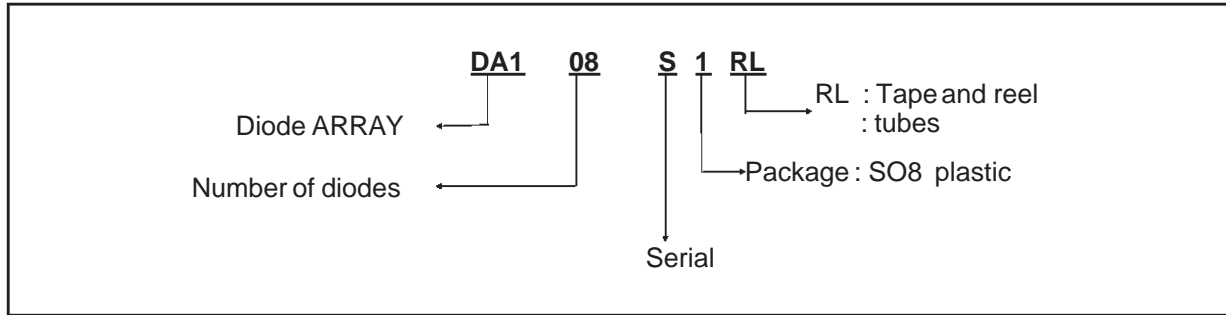 DA1 08 S 1 RL
RL : Tape and reel
: tubes
Diode ARRAY
Package : SO8 plastic
Number of diodes
Serial